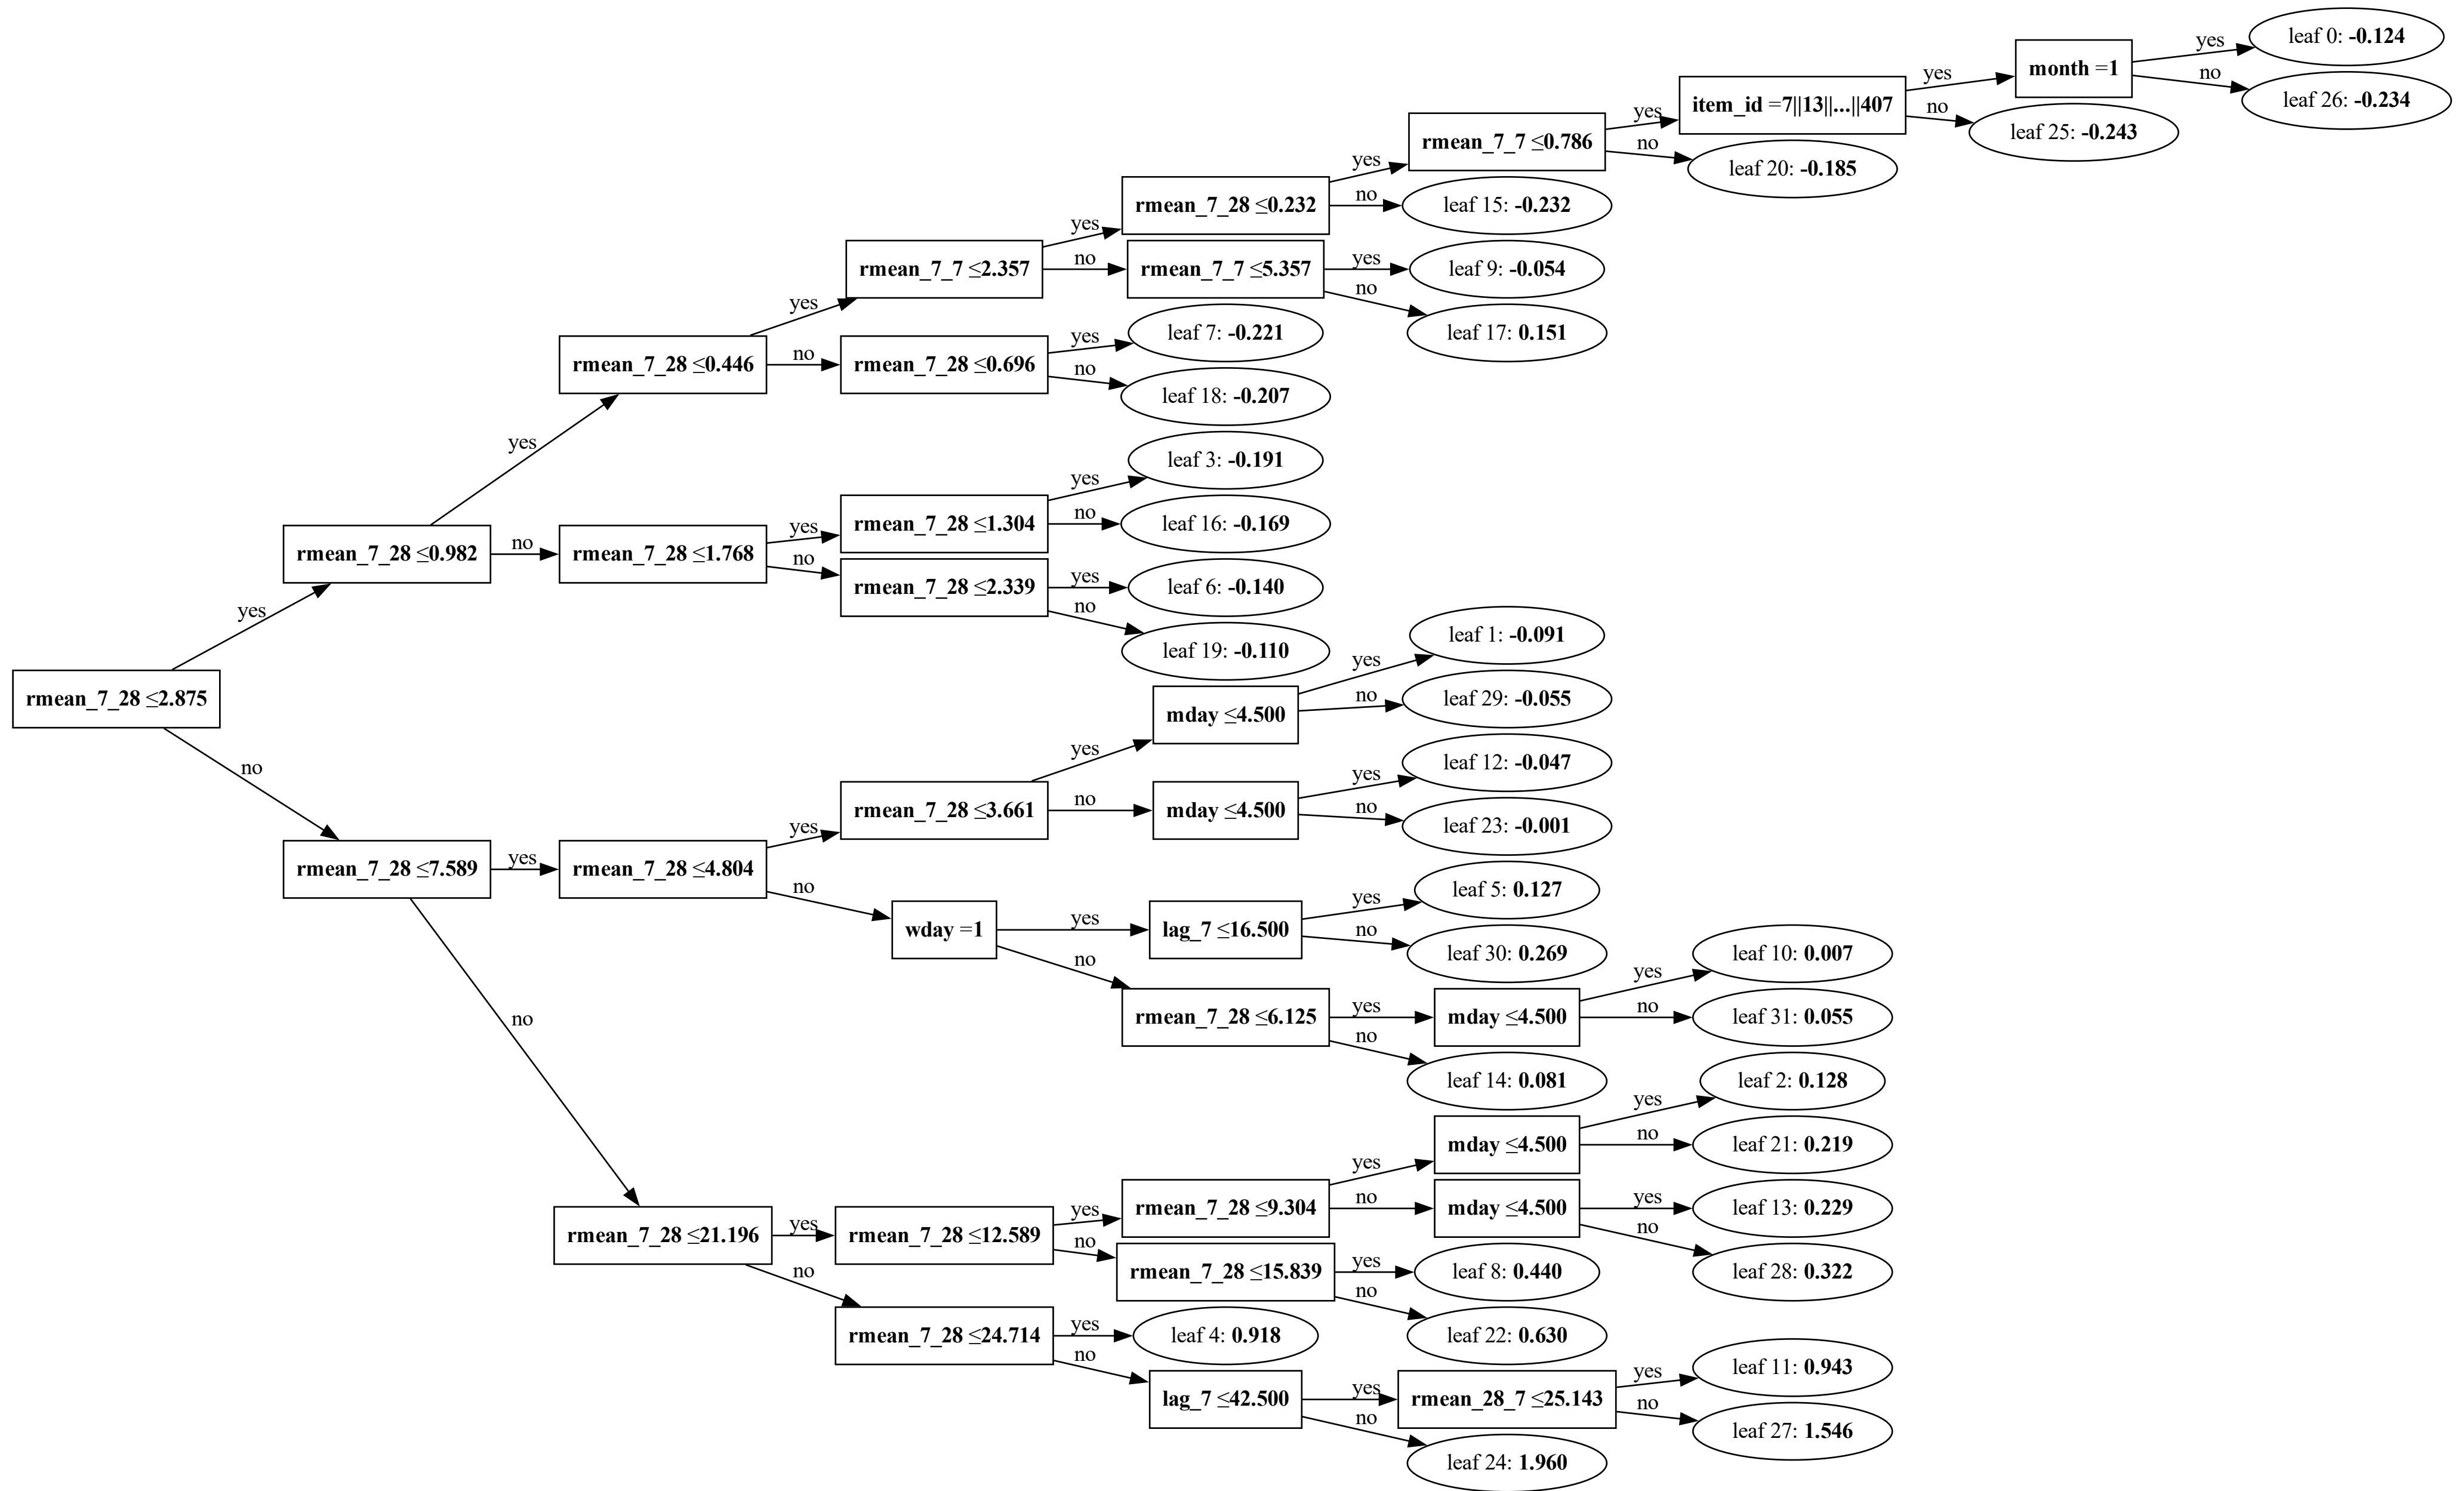 leaf 0: -0.124
yes
month =1
no
yes
leaf 26: -0.234
item_id =7||13||...||407
no
leaf 25: -0.243
yes
rmean_7_7 ≤0.786
no
leaf 20: -0.185
yes
rmean_7_28 ≤0.232
no
leaf 15: -0.232
yes
rmean_7_7 ≤2.357
no
rmean_7_7 ≤5.357
yes
leaf 9: -0.054
no
leaf 17: 0.151
yes
rmean_7_28 ≤0.446
no
rmean_7_28 ≤0.696
yes
leaf 7: -0.221
no
leaf 18: -0.207
yes
rmean_7_28 ≤0.982
no
rmean_7_28 ≤1.768
yes
rmean_7_28 ≤1.304
yes
leaf 3: -0.191
no
leaf 16: -0.169
no
rmean_7_28 ≤2.339
yes
leaf 6: -0.140
no
leaf 19: -0.110
yes
rmean_7_28 ≤2.875
no
rmean_7_28 ≤7.589
yes
rmean_7_28 ≤4.804
yes
rmean_7_28 ≤3.661
yes
mday ≤4.500
yes
leaf 1: -0.091
no
leaf 29: -0.055
no
mday ≤4.500
yes
leaf 12: -0.047
no
leaf 23: -0.001
no
wday =1
yes
lag_7 ≤16.500
yes
leaf 5: 0.127
no
leaf 30: 0.269
no
rmean_7_28 ≤6.125
yes
mday ≤4.500
yes
leaf 10: 0.007
no
leaf 31: 0.055
no
leaf 14: 0.081
no
rmean_7_28 ≤21.196
yes
rmean_7_28 ≤12.589
yes
rmean_7_28 ≤9.304
yes
mday ≤4.500
yes
leaf 2: 0.128
no
leaf 21: 0.219
no
mday ≤4.500
yes
leaf 13: 0.229
no
leaf 28: 0.322
no
rmean_7_28 ≤15.839
yes
leaf 8: 0.440
no
leaf 22: 0.630
no
rmean_7_28 ≤24.714
yes
leaf 4: 0.918
no
lag_7 ≤42.500
yes
rmean_28_7 ≤25.143
yes
leaf 11: 0.943
no
leaf 27: 1.546
no
leaf 24: 1.960